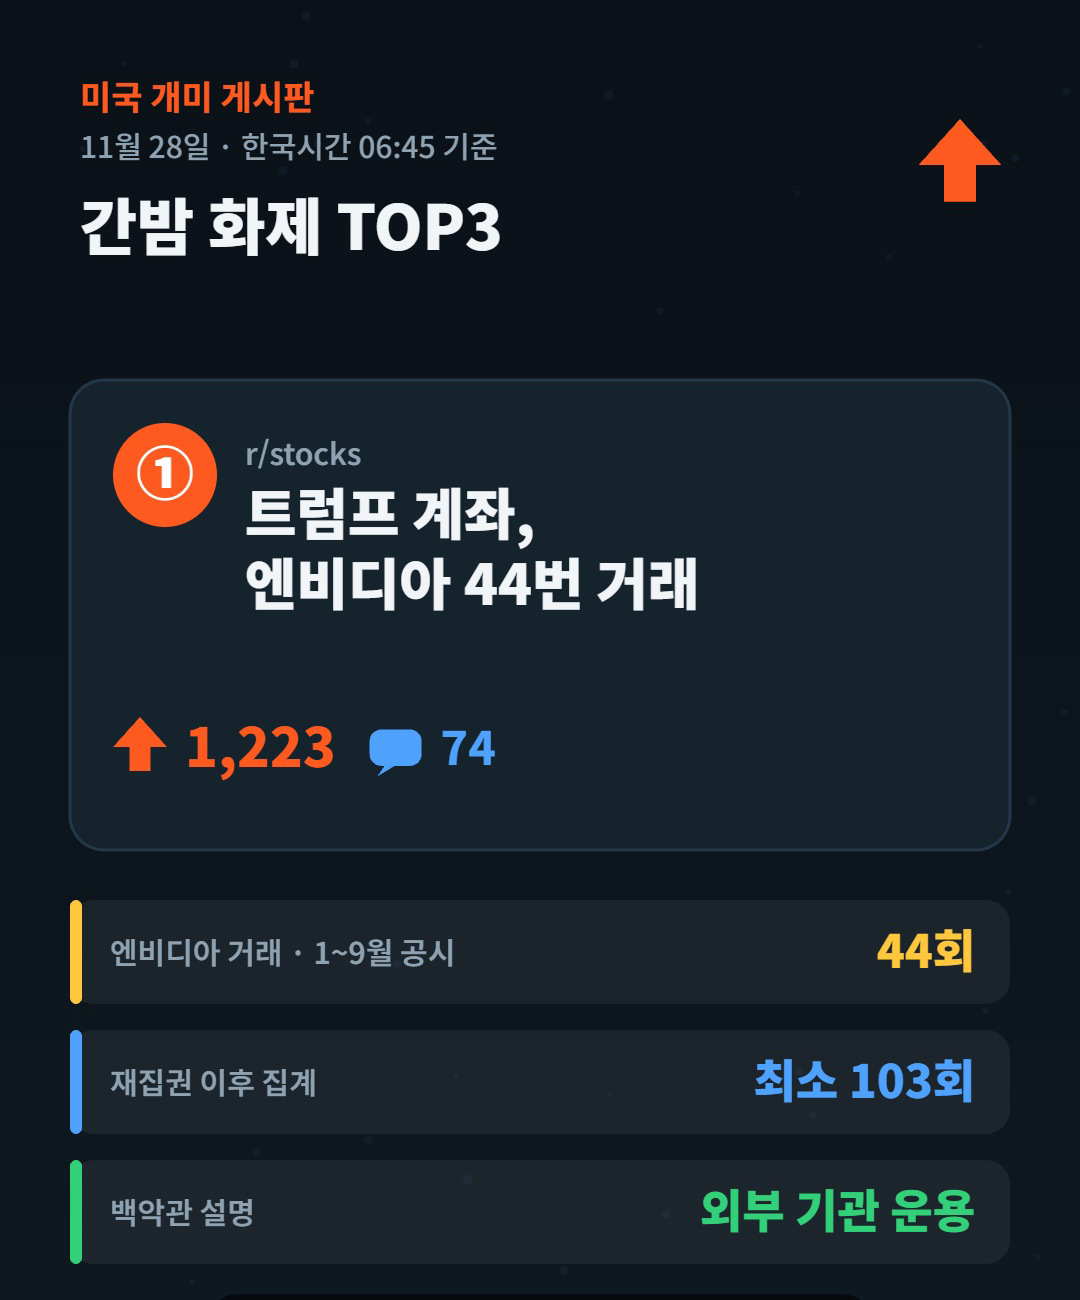 미국 개미 게시판
11월 28일 · 한국시간 06:45 기준
간밤 화제 TOP3
①
r/stocks
트럼프 계좌,
엔비디아 44번 거래
1,223 74
엔비디아 거래 · 1~9월 공시 44회
재집권 이후 집계 최소 103회
백악관 설명 외부 기관 운용